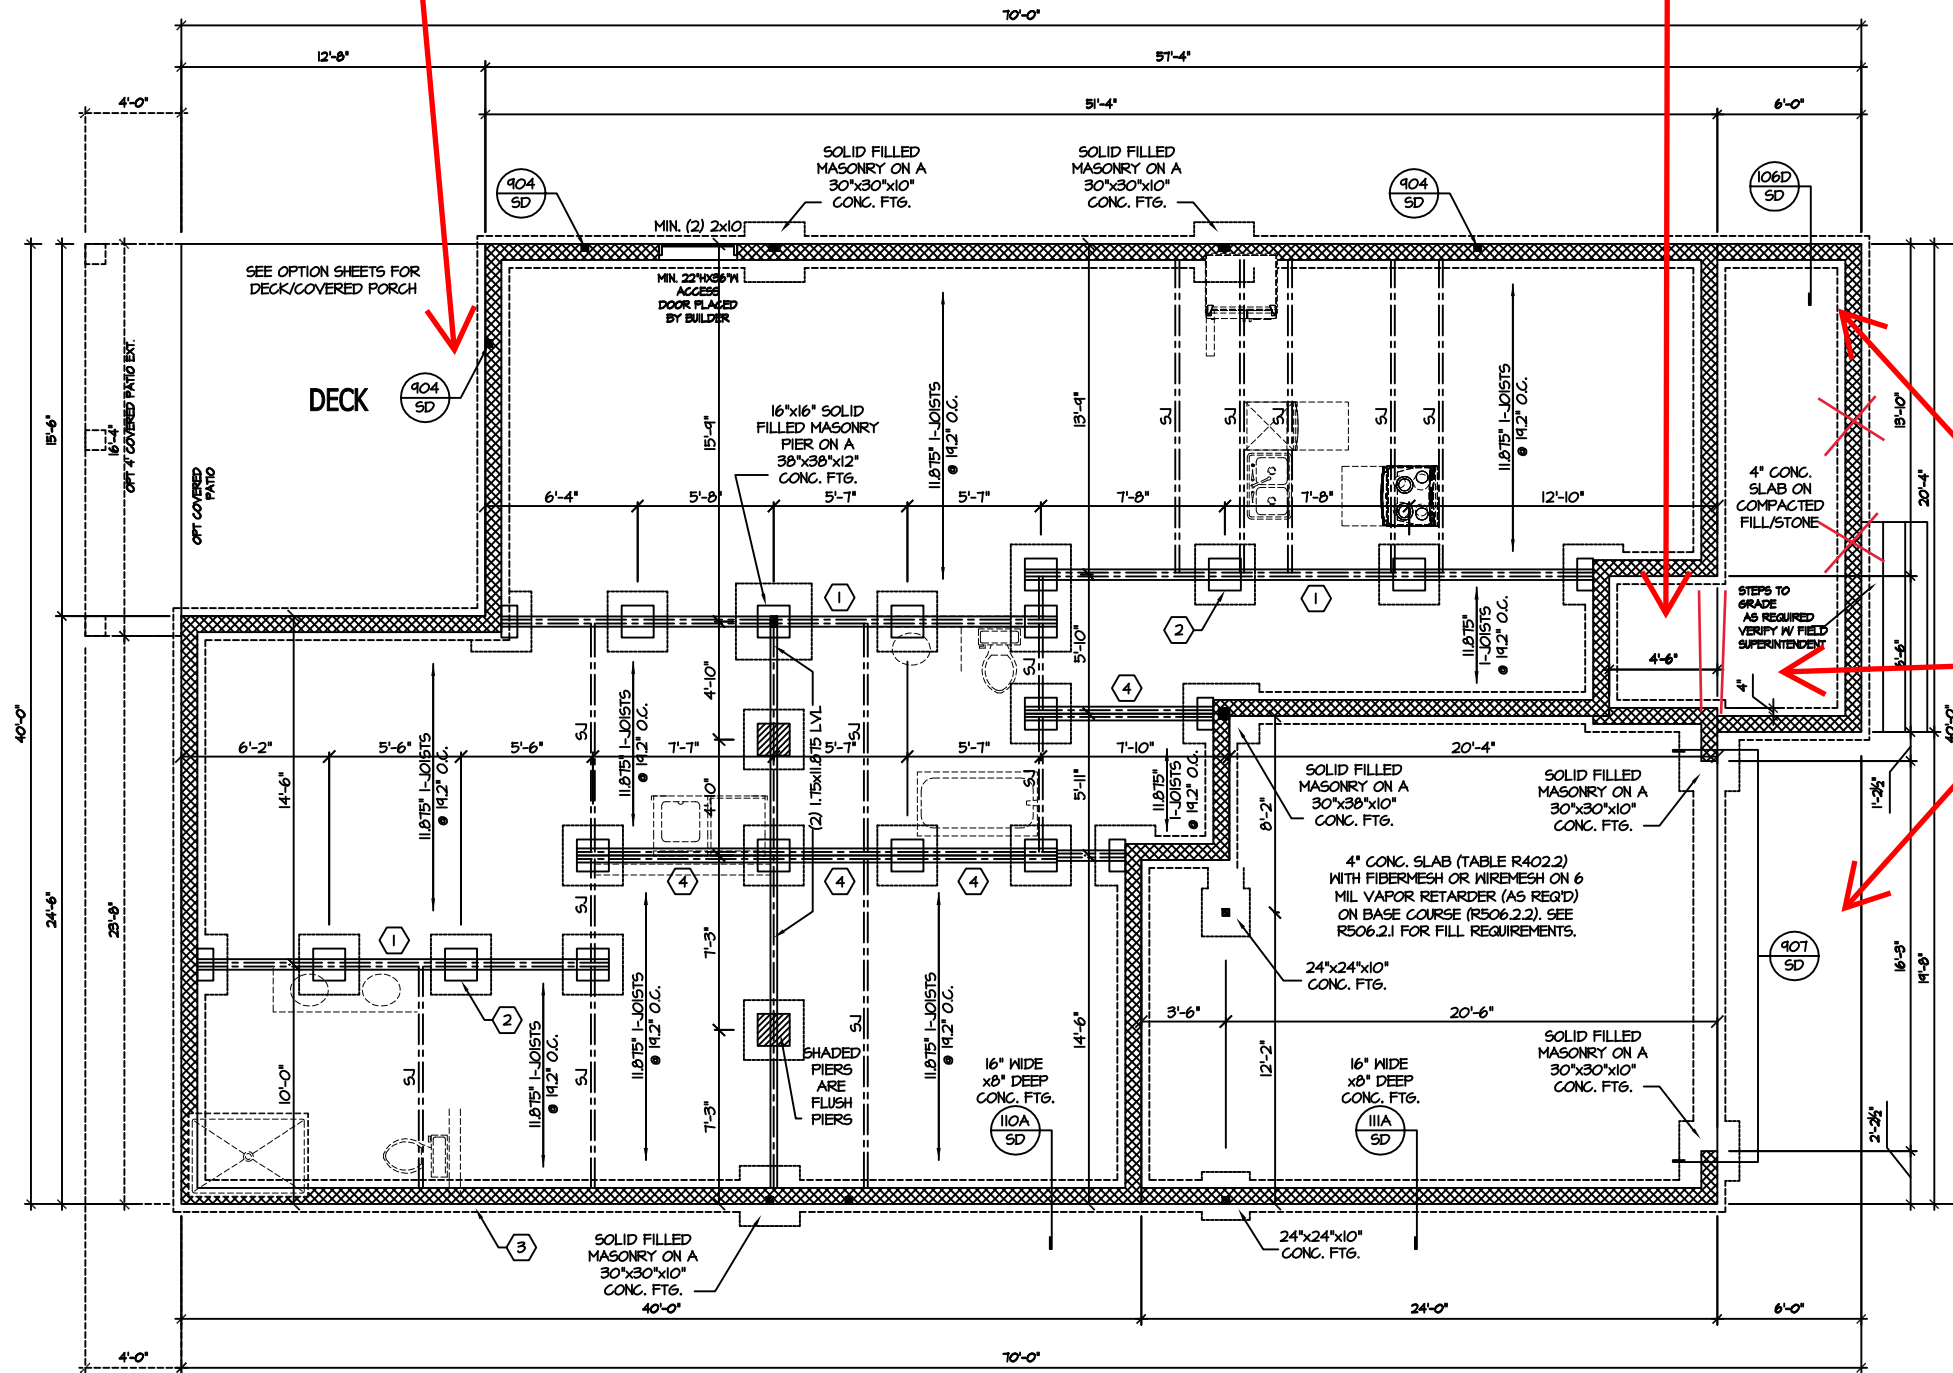 70'-0"
12'-8"
57'-4"
4'-0"
51'-4"
6'-0"
SOLID FILLED
MASONRY ON A
30"x30"x10"
CONC. FTG.
SOLID FILLED
MASONRY ON A
30"x30"x10"
CONC. FTG.
904
SD
904
SD
106D
SD
MIN. (2) 2x10
SEE OPTION SHEETS FOR
DECK/COVERED PORCH
MIN. 22"HX36"W
ACCESS
DOOR PLACED
BY BUILDER
DECK
904
SD
OPT 4' COVERED PATIO EXT.
16'-4"
15'-6"
OPT COVERED
PATIO
16"x16" SOLID
FILLED MASONRY
PIER ON A
38"x38"x12"
CONC. FTG.
15'-9"
11.875" I-JOISTS
@ 19.2" O.C.
13'-9"
SJ
SJ
SJ
SJ
SJ
11.875" I-JOISTS
@ 19.2" O.C.
4" CONC.
SLAB ON
COMPACTED
FILL/STONE
13'-10"
20'-4"
6'-4"
5'-8"
5'-7"
5'-7"
7'-8"
7'-8"
12'-10"
1
1
2
11.875"
I-JOISTS
@ 19.2" O.C.
STEPS TO
GRADE
AS REQUIRED
VERIFY W/ FIELD
SUPERINTENDENT
4'-6"
4"
5'-10"
SJ
4
4'-10"
40'-0"
40'-0"
6'-2"
5'-6"
5'-6"
7'-7"
5'-7"
5'-7"
7'-10"
20'-4"
14'-6"
11.875" I-JOISTS
@ 19.2" O.C.
SJ
11.875" I-JOISTS
@ 19.2" O.C.
4'-10"
(2) 1.75x11.875 LVL
SJ
SJ
5'-11"
11.875"
I-JOISTS
@ 19.2" O.C.
8'-2"
SOLID FILLED
MASONRY ON A
30"x38"x10"
CONC. FTG.
SOLID FILLED
MASONRY ON A
30"x30"x10"
CONC. FTG.
1'-2½"
4" CONC. SLAB (TABLE R402.2)
WITH FIBERMESH OR WIREMESH ON 6
MIL VAPOR RETARDER (AS REQ'D)
ON BASE COURSE (R506.2.2). SEE
R506.2.1 FOR FILL REQUIREMENTS.
4
4
4
24'-6"
23'-8"
1
SJ
7'-3"
2
24"x24"x10"
CONC. FTG.
907
SD
16'-3"
19'-8"
3'-6"
20'-6"
10'-0"
SJ
11.875" I-JOISTS
@ 19.2" O.C.
SJ
11.875" I-JOISTS
@ 19.2" O.C.
7'-3"
SHADED
PIERS
ARE
FLUSH
PIERS
SJ
11.875" I-JOISTS
@ 19.2" O.C.
14'-6"
16" WIDE
x8" DEEP
CONC. FTG.
110A
SD
12'-2"
16" WIDE
x8" DEEP
CONC. FTG.
111A
SD
SOLID FILLED
MASONRY ON A
30"x30"x10"
CONC. FTG.
2'-2½"
3
SOLID FILLED
MASONRY ON A
30"x30"x10"
CONC. FTG.
24"x24"x10"
CONC. FTG.
40'-0"
24'-0"
6'-0"
4'-0"
70'-0"